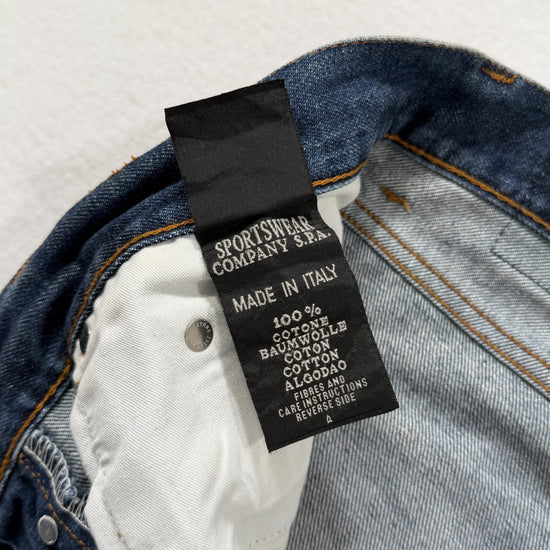 SPORTSWEAR
COMPANY S.P.A.
MADE IN ITALY
100%
COTONE
BAUMWOLLE
COTON
COTTON
ALGODAO
FIBRES AND
CARE INSTRUCTIONS
REVERSE SIDE
A